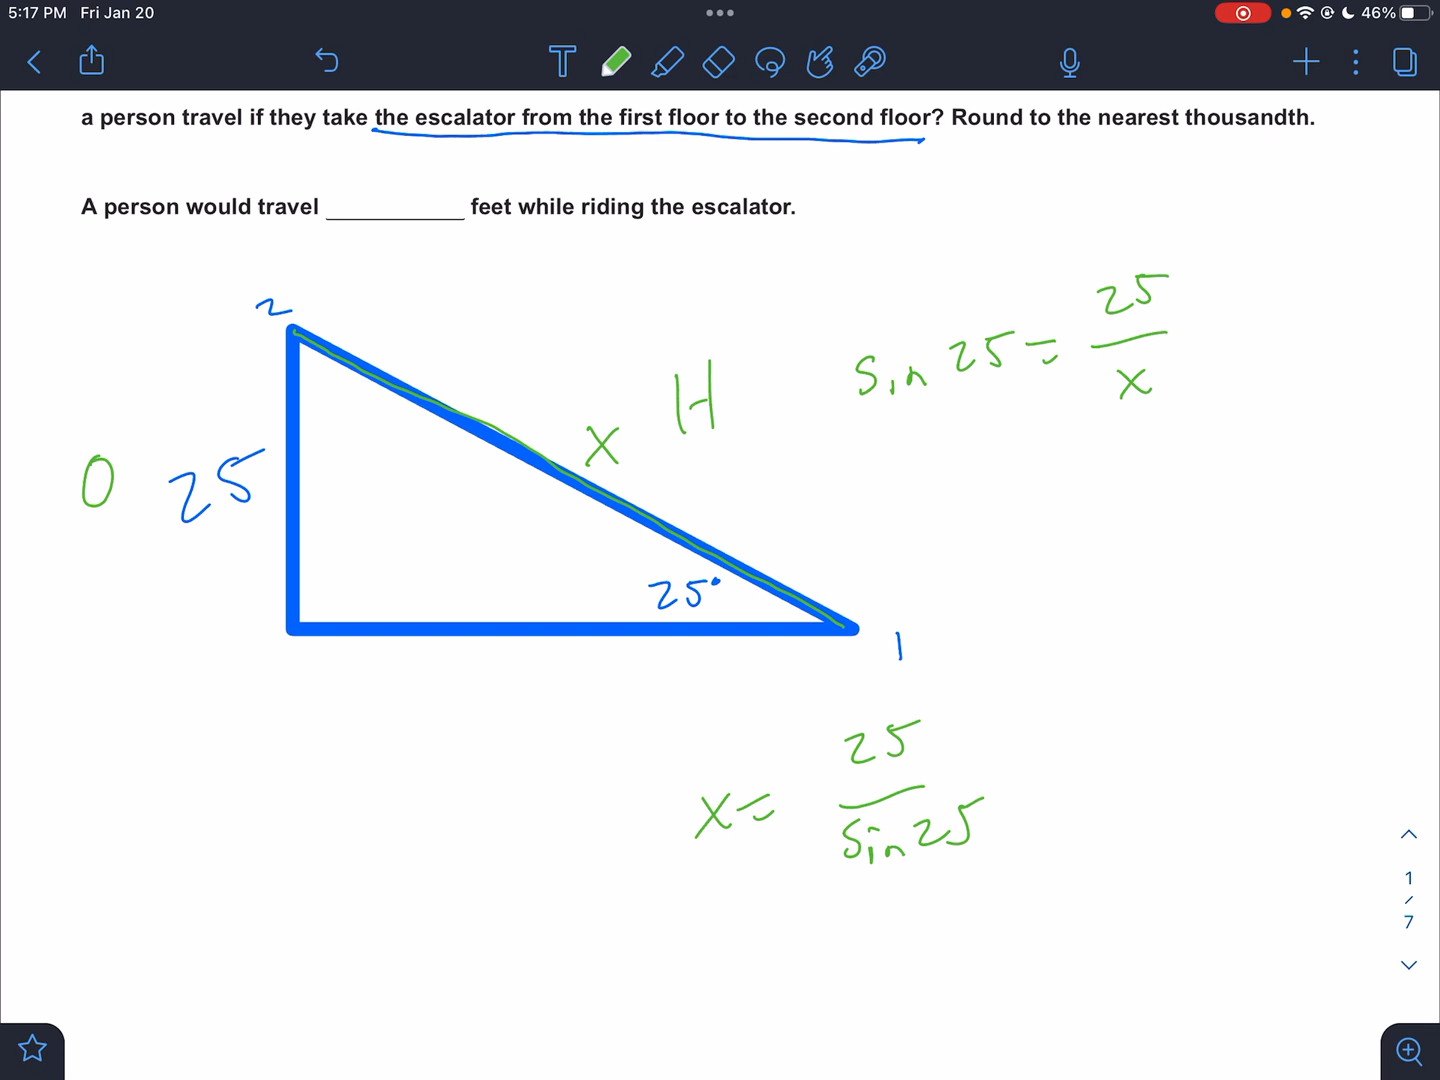 5:17 PM Fri Jan 20
46%
T
a person travel if they take the escalator from the first floor to the second floor? Round to the nearest thousandth.
A person would travel __________ feet while riding the escalator.
2
25
sin 25 = 
x
H
x
O 25
25°
1
25
x =
sin 25
1
/
7